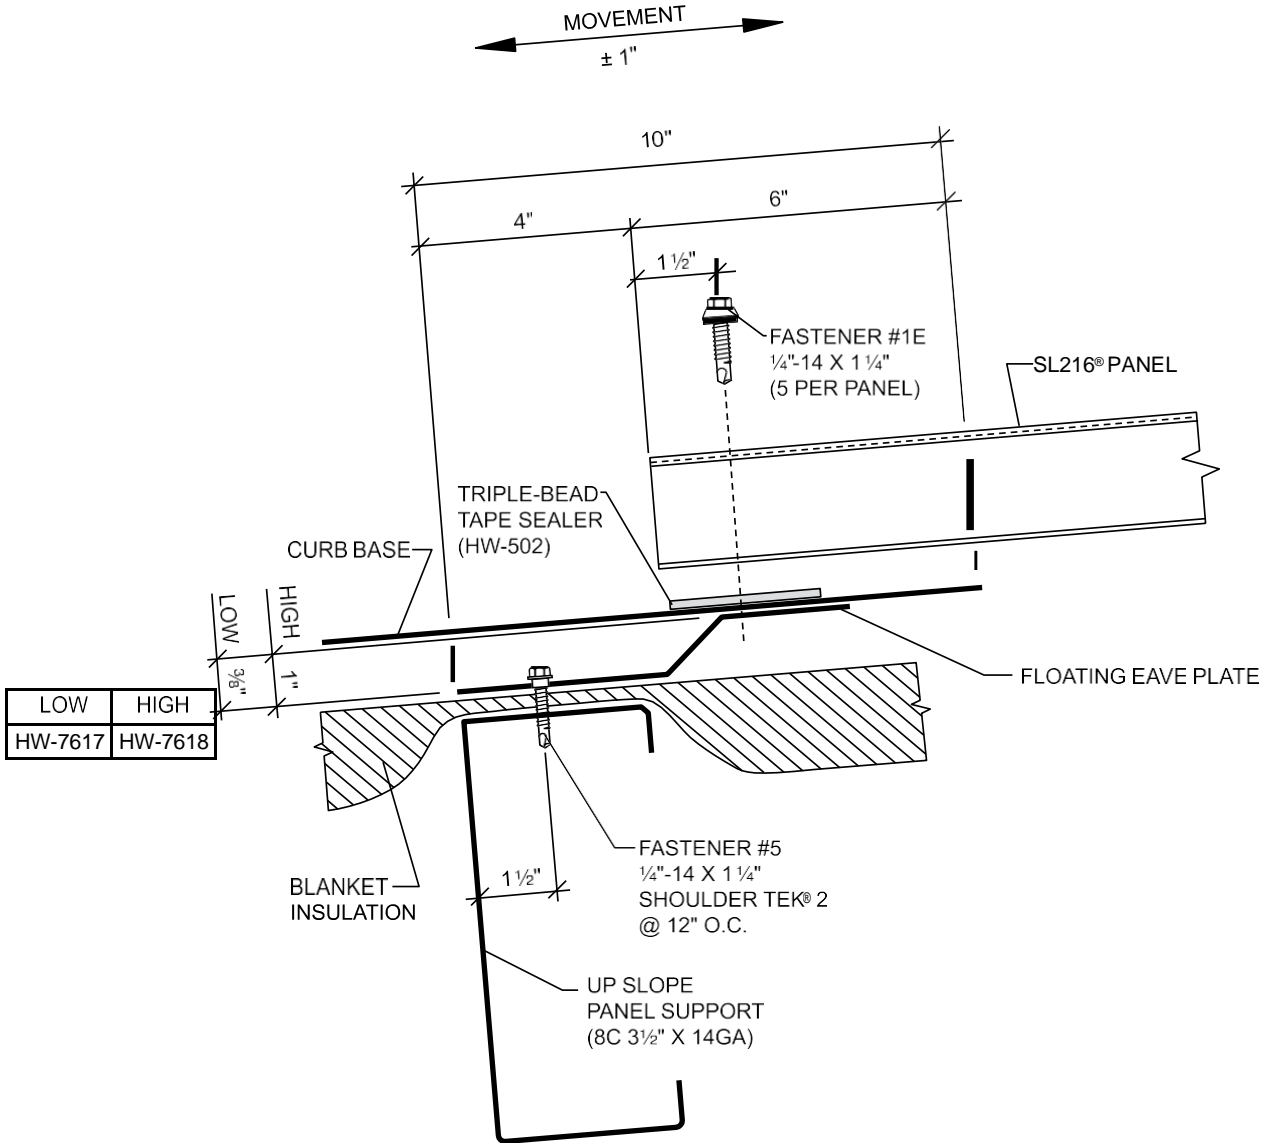 MOVEMENT
± 1"
10"
4"
6"
1 ½"
FASTENER #1E
¼"-14 X 1 ¼"
(5 PER PANEL)
SL216® PANEL
TRIPLE-BEAD
TAPE SEALER
(HW-502)
CURB BASE
LOW
HIGH
⅜"
1"
FLOATING EAVE PLATE
LOW HIGH
HW-7617 HW-7618
FASTENER #5
¼"-14 X 1 ¼"
SHOULDER TEK® 2
@ 12" O.C.
1 ½"
BLANKET
INSULATION
UP SLOPE
PANEL SUPPORT
(8C 3½" X 14GA)